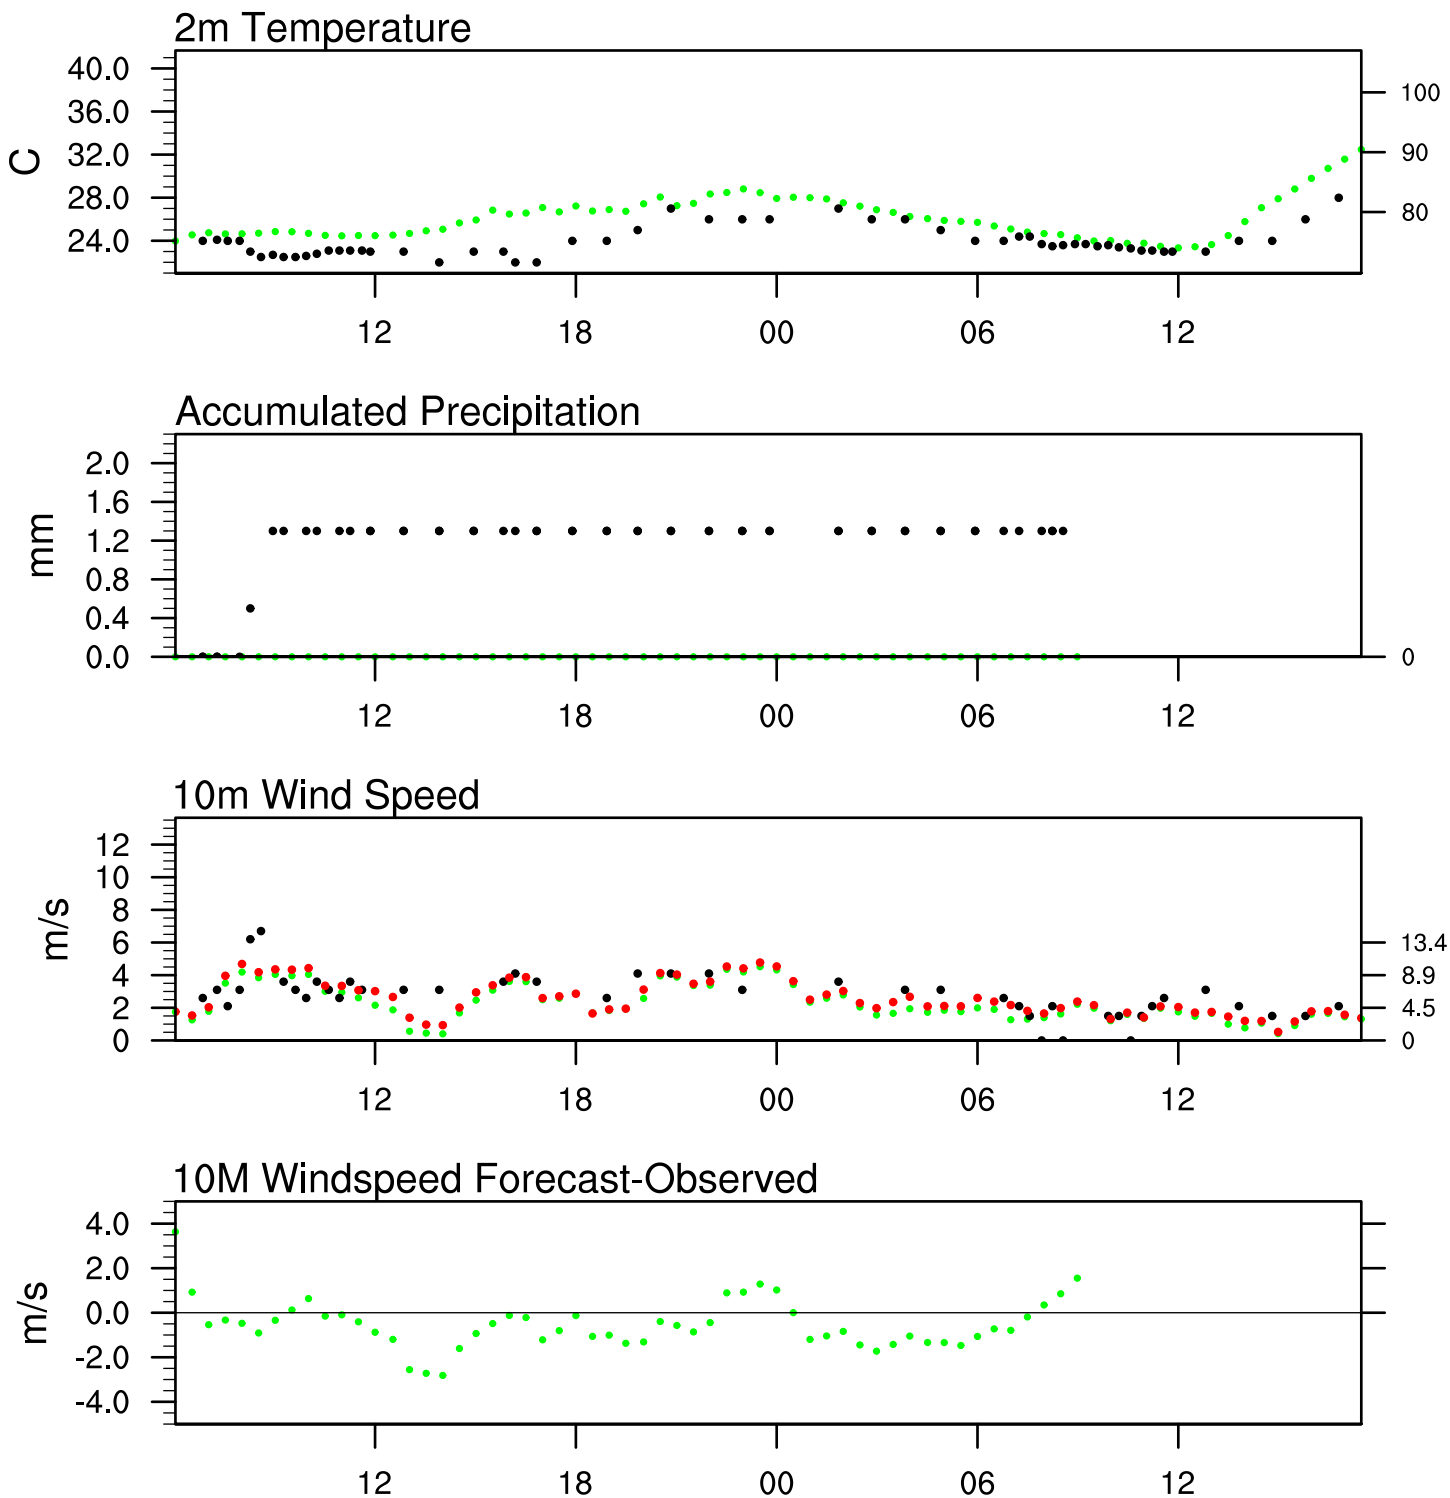 2m Temperature
40.0
36.0
32.0
28.0
24.0
C
100
90
80
12 18 00 06 12
Accumulated Precipitation
2.0
1.6
1.2
0.8
0.4
0.0
mm
0
12 18 00 06 12
10m Wind Speed
12
10
8
6
4
2
0
m/s
13.4
8.9
4.5
0
12 18 00 06 12
10M Windspeed Forecast-Observed
4.0
2.0
0.0
-2.0
-4.0
m/s
12 18 00 06 12